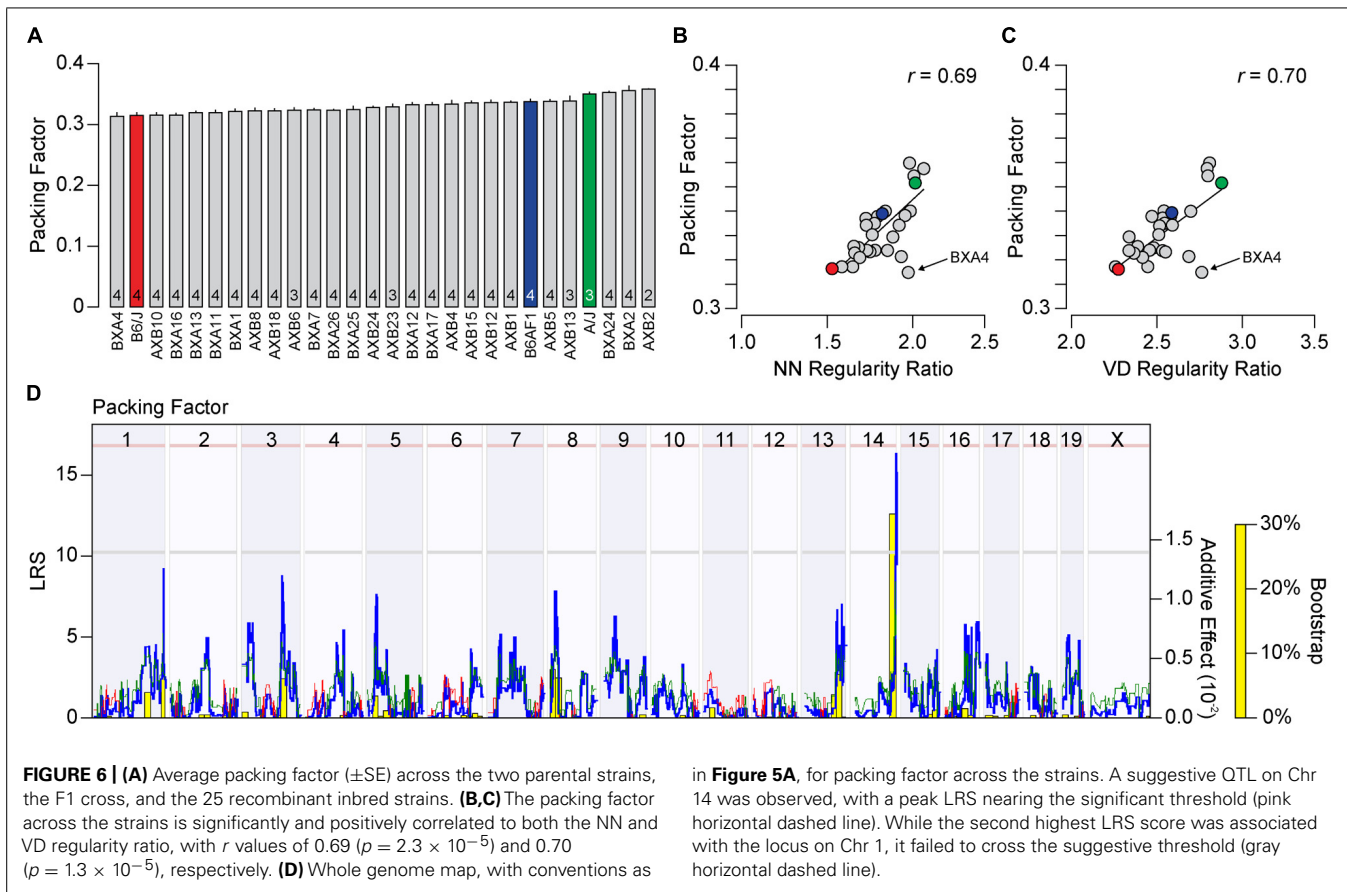 A
0.4
0.3
0.2
0.1
0
Packing Factor
4 4 4 4 4 4 4 4 4 3 4 4 4 4 3 4 4 4 4 4 4 4 4 3 3 4 4 2
BXA4
B6/J
AXB10
BXA16
BXA13
BXA11
BXA1
AXB8
AXB18
AXB6
BXA7
BXA26
BXA25
AXB24
AXB23
BXA12
BXA17
AXB4
AXB15
AXB12
AXB1
B6AF1
AXB5
AXB13
A/J
BXA24
BXA2
AXB2
B
0.4
0.3
Packing Factor
r = 0.69
BXA4
1.0 1.5 2.0 2.5
NN Regularity Ratio
C
0.4
0.3
Packing Factor
r = 0.70
BXA4
2.0 2.5 3.0 3.5
VD Regularity Ratio
D
Packing Factor
1 2 3 4 5 6 7 8 9 10 11 12 13 14 15 16 17 18 19 X
15
10
5
0
LRS
1.5
1.0
0.5
0.0
Additive Effect (10⁻²)
30%
20%
10%
0%
Bootstrap
FIGURE 6 | (A) Average packing factor (±SE) across the two parental strains,
the F1 cross, and the 25 recombinant inbred strains. (B,C) The packing factor
across the strains is significantly and positively correlated to both the NN and
VD regularity ratio, with r values of 0.69 (p = 2.3 × 10⁻⁵) and 0.70
(p = 1.3 × 10⁻⁵), respectively. (D) Whole genome map, with conventions as
in Figure 5A, for packing factor across the strains. A suggestive QTL on Chr
14 was observed, with a peak LRS nearing the significant threshold (pink
horizontal dashed line). While the second highest LRS score was associated
with the locus on Chr 1, it failed to cross the suggestive threshold (gray
horizontal dashed line).